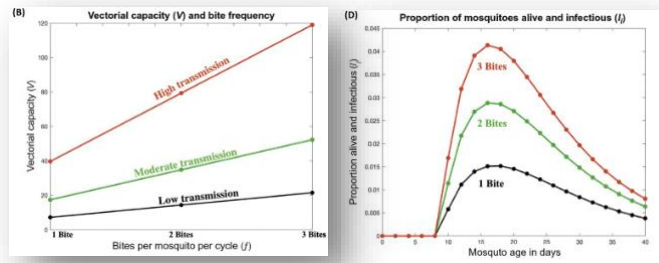 (B)
Vectorial capacity (V) and bite frequency
120
100
80
60
40
20
0
Vectorial capacity (V)
High transmission
Moderate transmission
Low transmission
1 Bite
2 Bites
3 Bites
Bites per mosquito per cycle (f)
(D)
Proportion of mosquitoes alive and infectious (Ij)
0.045
0.04
0.035
0.03
0.025
0.02
0.015
0.01
0.005
0
Proportion alive and infectious (Ij)
3 Bites
2 Bites
1 Bite
0 5 10 15 20 25 30 35 40
Mosquto age in days